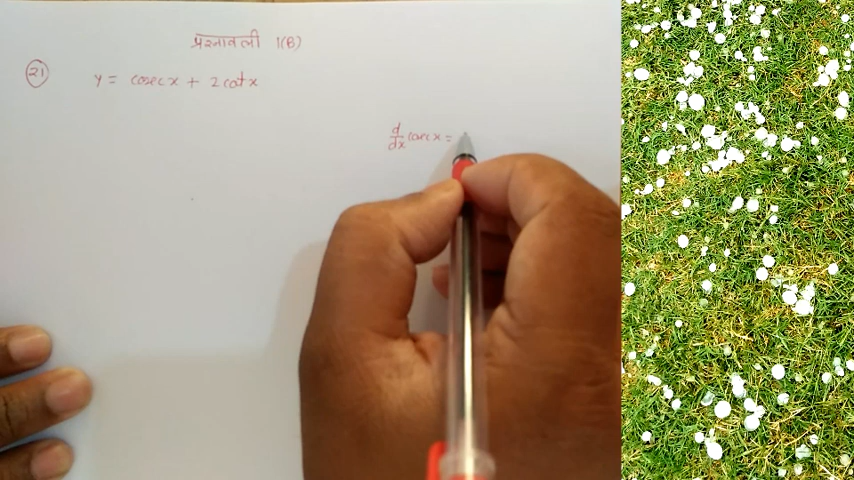 प्रश्नावली 1(B)
(21) y = cosec x + 2 cot x
d/dx cosec x =